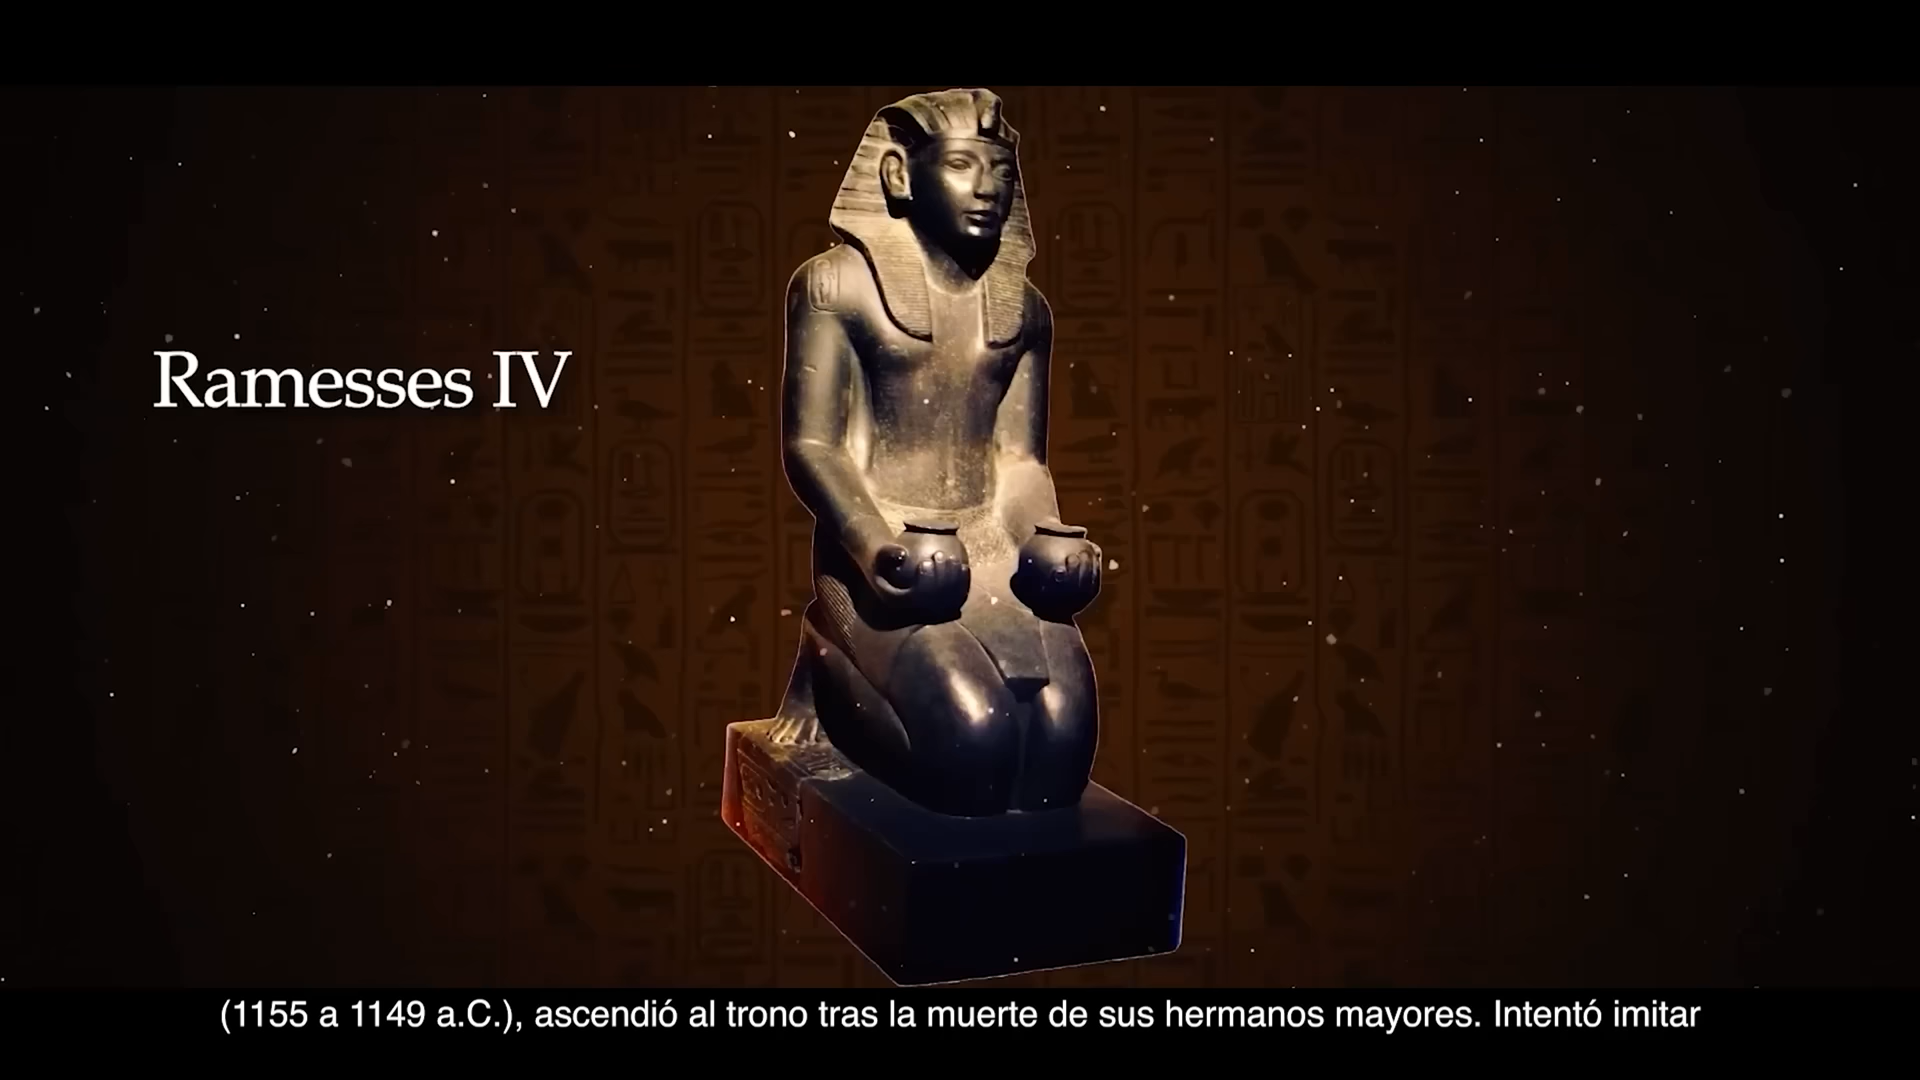 Ramesses IV
(1155 a 1149 a.C.), ascendió al trono tras la muerte de sus hermanos mayores. Intentó imitar